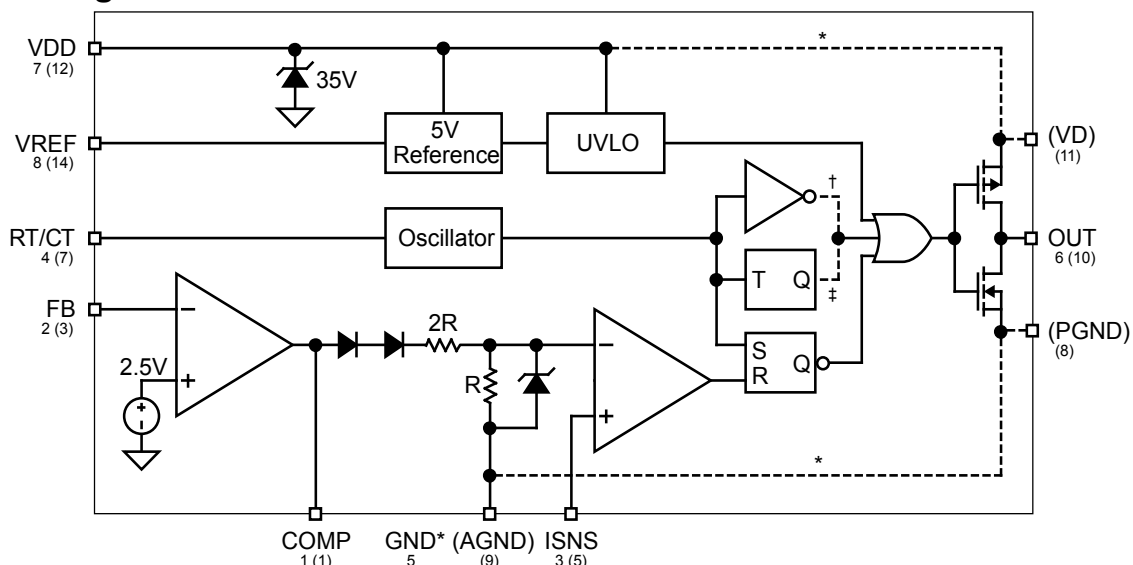 VDD
7 (12)
*
35V
VREF
8 (14)
5V
Reference
UVLO
(VD)
(11)
†
RT/CT
4 (7)
Oscillator
OUT
6 (10)
T Q
‡
FB
2 (3)
2R
(PGND)
(8)
2.5V
R
S
R
Q
*
COMP
1 (1)
GND* (AGND)
5 (9)
ISNS
3 (5)